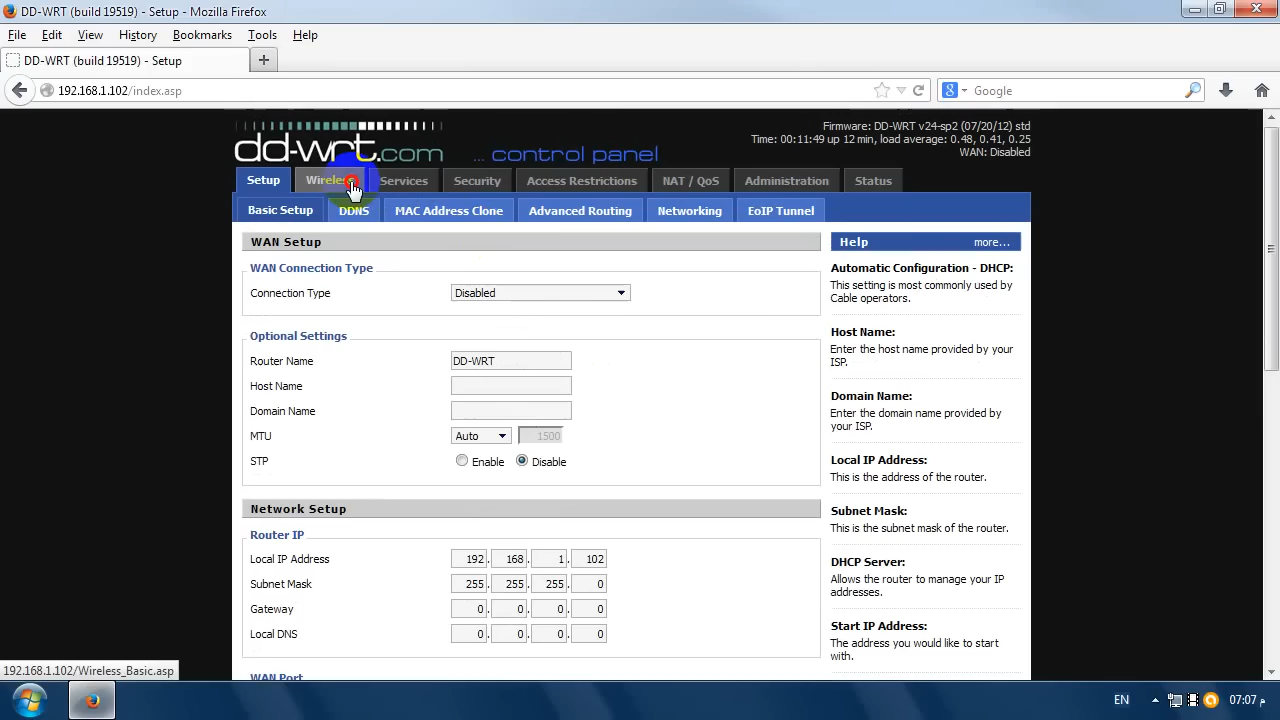 DD-WRT (build 19519) - Setup - Mozilla Firefox
File Edit View History Bookmarks Tools Help
DD-WRT (build 19519) - Setup
192.168.1.102/index.asp
Google
dd-wrt.com ... control panel
Firmware: DD-WRT v24-sp2 (07/20/12) std
Time: 00:11:49 up 12 min, load average: 0.48, 0.41, 0.25
WAN: Disabled
Setup Wireless Services Security Access Restrictions NAT / QoS Administration Status
Basic Setup DDNS MAC Address Clone Advanced Routing Networking EoIP Tunnel
WAN Setup
WAN Connection Type
Connection Type Disabled
Optional Settings
Router Name DD-WRT
Host Name
Domain Name
MTU Auto 1500
STP Enable Disable
Network Setup
Router IP
Local IP Address 192. 168. 1. 102
Subnet Mask 255. 255. 255. 0
Gateway 0. 0. 0. 0
Local DNS 0. 0. 0. 0
WAN Port
Help more...
Automatic Configuration - DHCP:
This setting is most commonly used by
Cable operators.
Host Name:
Enter the host name provided by your
ISP.
Domain Name:
Enter the domain name provided by
your ISP.
Local IP Address:
This is the address of the router.
Subnet Mask:
This is the subnet mask of the router.
DHCP Server:
Allows the router to manage your IP
addresses.
Start IP Address:
The address you would like to start
with.
192.168.1.102/Wireless_Basic.asp
EN 07:07 م